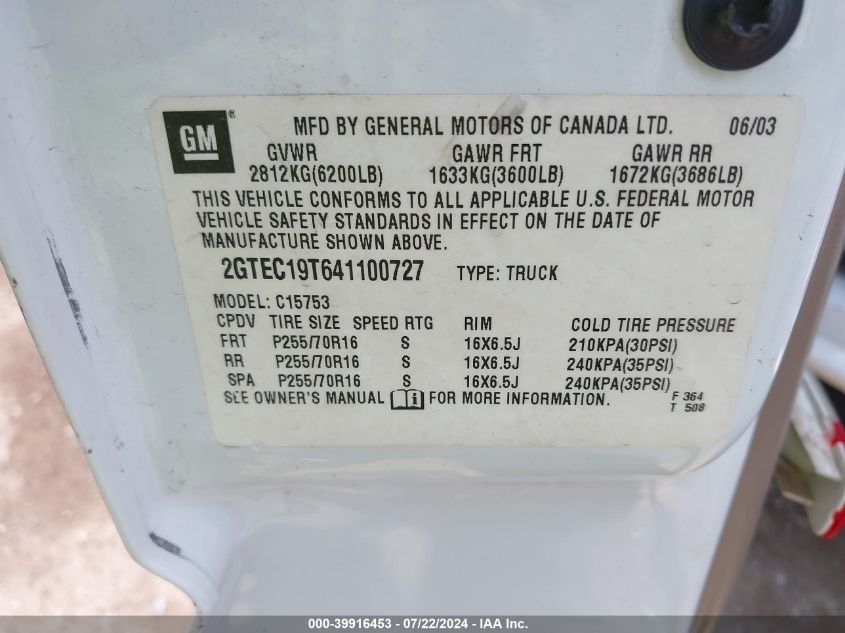 GM ® MFD BY GENERAL MOTORS OF CANADA LTD. 06/03
GVWR GAWR FRT GAWR RR
2812KG(6200LB) 1633KG(3600LB) 1672KG(3686LB)
THIS VEHICLE CONFORMS TO ALL APPLICABLE U.S. FEDERAL MOTOR
VEHICLE SAFETY STANDARDS IN EFFECT ON THE DATE OF
MANUFACTURE SHOWN ABOVE.
2GTEC19T641100727 TYPE: TRUCK
MODEL: C15753
CPDV TIRE SIZE SPEED RTG RIM COLD TIRE PRESSURE
FRT P255/70R16 S 16X6.5J 210KPA(30PSI)
RR P255/70R16 S 16X6.5J 240KPA(35PSI)
SPA P255/70R16 S 16X6.5J 240KPA(35PSI)
SEE OWNER'S MANUAL i FOR MORE INFORMATION. F 364
T 508
000-39916453 - 07/22/2024 - IAA Inc.